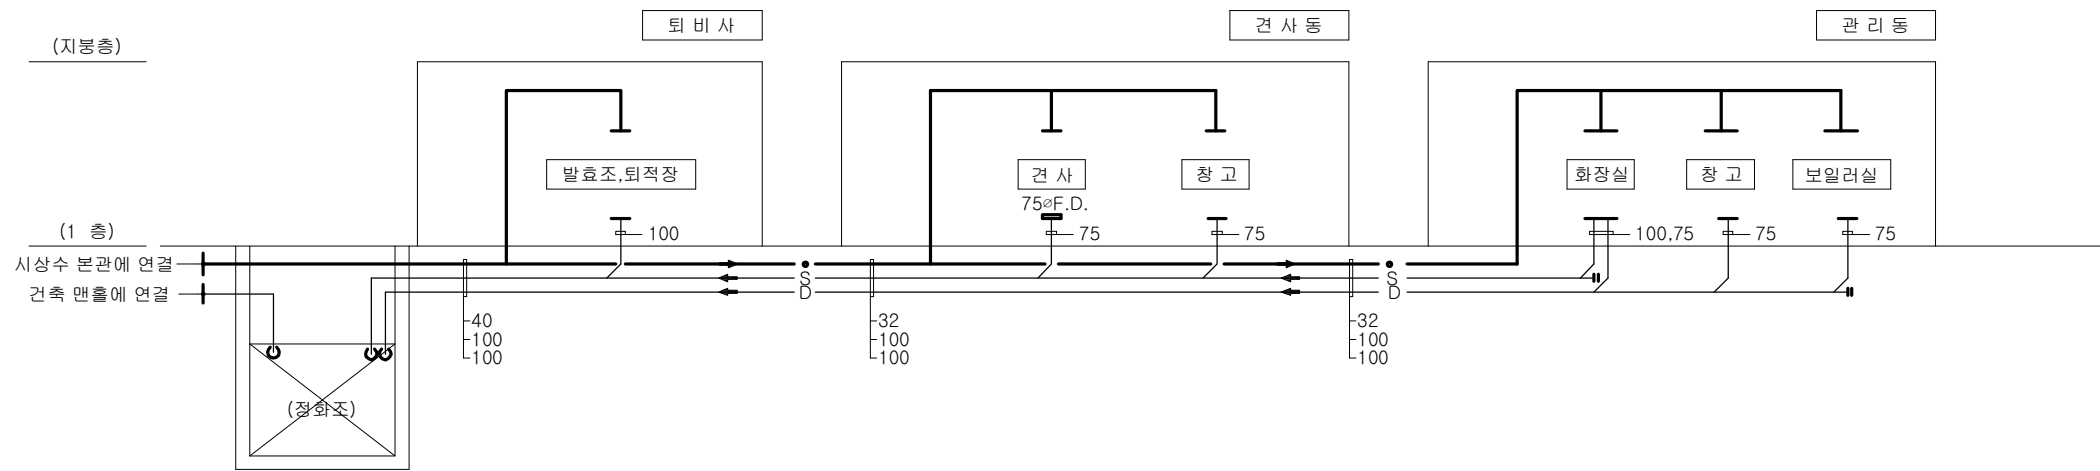 퇴 비 사
견 사 동
관 리 동
(지붕층)
발효조,퇴적장
견 사
창 고
화장실
창 고
보일러실
75⌀F.D.
(1 층)
100
75
75
100,75
75
75
시상수 본관에 연결
건축 맨홀에 연결
S
D
S
D
40
100
100
32
100
100
32
100
100
(정화조)